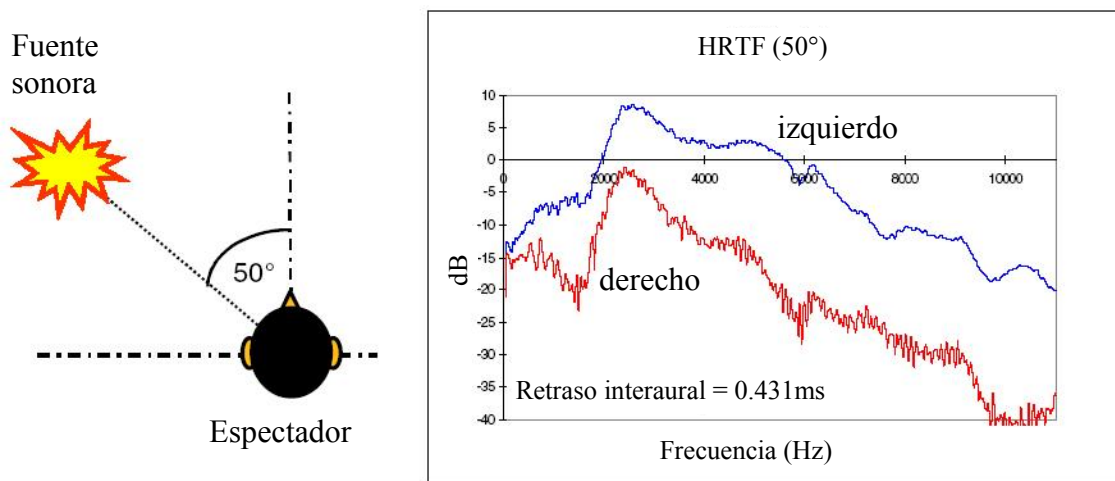 Fuente
sonora
50°
Espectador
HRTF (50°)
10
5
0
-5
-10
-15
-20
-25
-30
-35
-40
dB
2000
4000
6000
8000
10000
izquierdo
derecho
Retraso interaural = 0.431ms
Frecuencia (Hz)